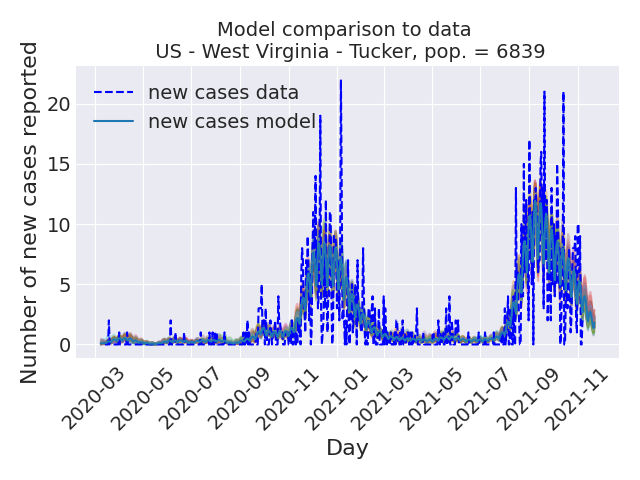 Model comparison to data
US - West Virginia - Tucker, pop. = 6839
Number of new cases reported
new cases data
new cases model
20
15
10
5
0
2020-03
2020-05
2020-07
2020-09
2020-11
2021-01
2021-03
2021-05
2021-07
2021-09
2021-11
Day